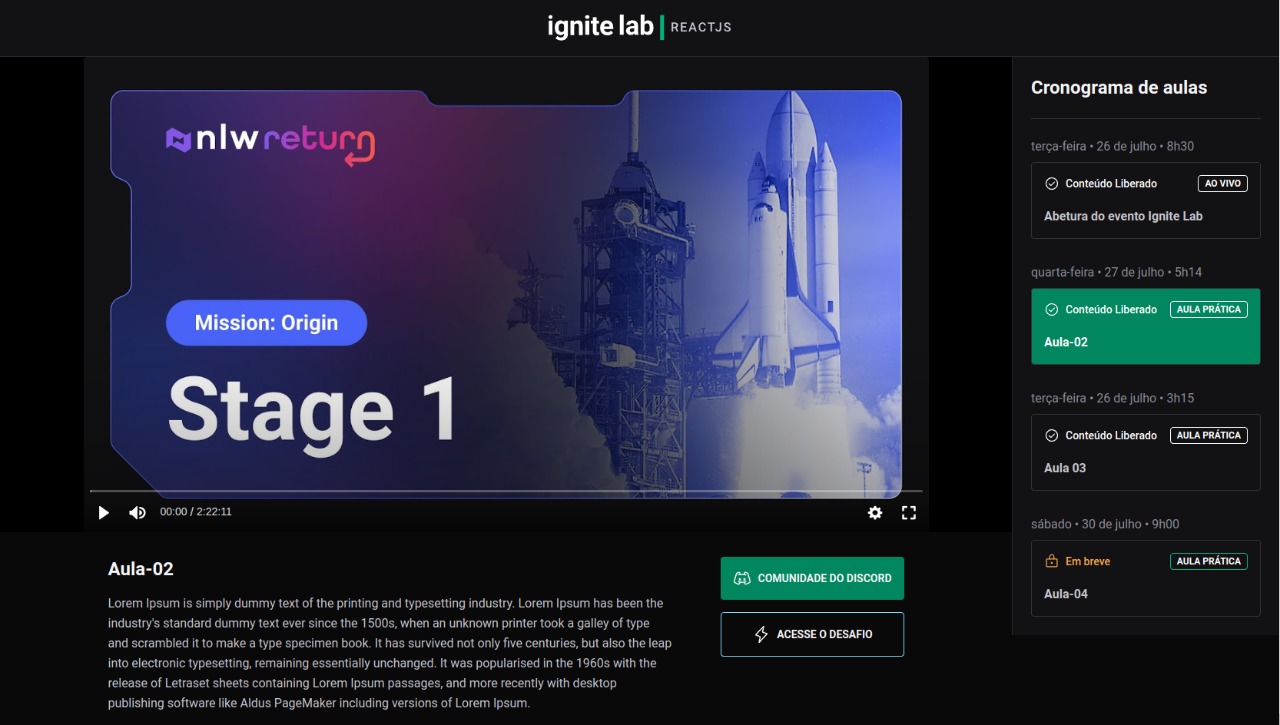 ignite lab | REACTJS
nlw return
Mission: Origin
Stage 1
00:00 / 2:22:11
Aula-02
Lorem Ipsum is simply dummy text of the printing and typesetting industry. Lorem Ipsum has been the
industry's standard dummy text ever since the 1500s, when an unknown printer took a galley of type
and scrambled it to make a type specimen book. It has survived not only five centuries, but also the leap
into electronic typesetting, remaining essentially unchanged. It was popularised in the 1960s with the
release of Letraset sheets containing Lorem Ipsum passages, and more recently with desktop
publishing software like Aldus PageMaker including versions of Lorem Ipsum.
COMUNIDADE DO DISCORD
ACESSE O DESAFIO
Cronograma de aulas
terça-feira • 26 de julho • 8h30
Conteúdo Liberado AO VIVO
Abetura do evento Ignite Lab
quarta-feira • 27 de julho • 5h14
Conteúdo Liberado AULA PRÁTICA
Aula-02
terça-feira • 26 de julho • 3h15
Conteúdo Liberado AULA PRÁTICA
Aula 03
sábado • 30 de julho • 9h00
Em breve AULA PRÁTICA
Aula-04